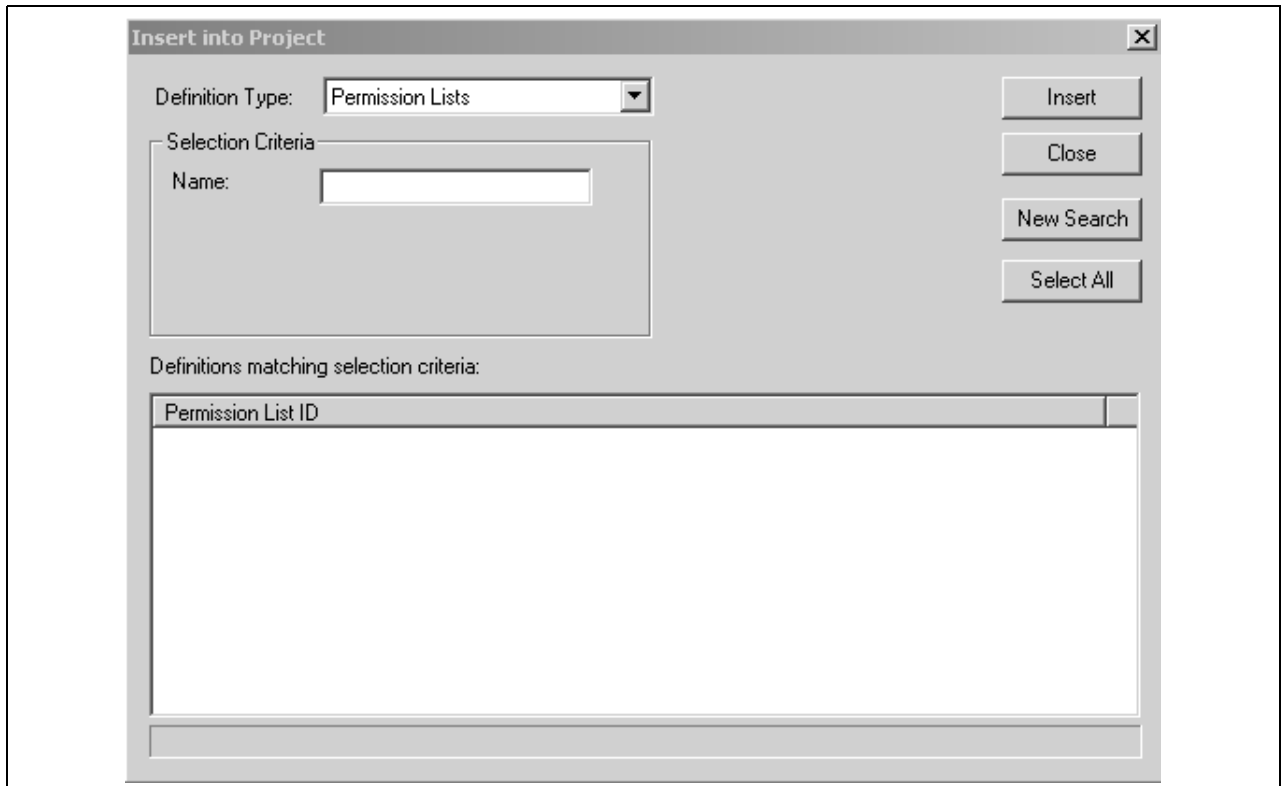 Insert into Project
Definition Type: Permission Lists
Insert
Selection Criteria
Close
Name:
New Search
Select All
Definitions matching selection criteria:
Permission List ID